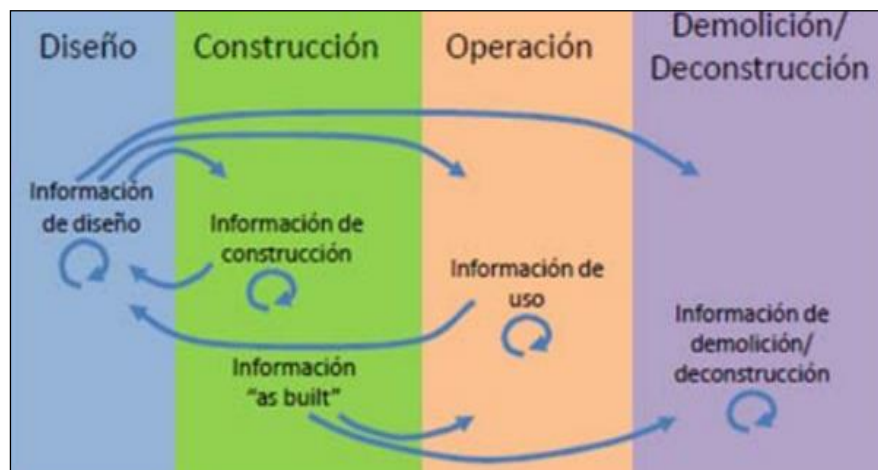 Diseño
Construcción
Operación
Demolición/
Deconstrucción
Información
de diseño
Información de
construcción
Información de
uso
Información de
demolición/
deconstrucción
Información
“as built”